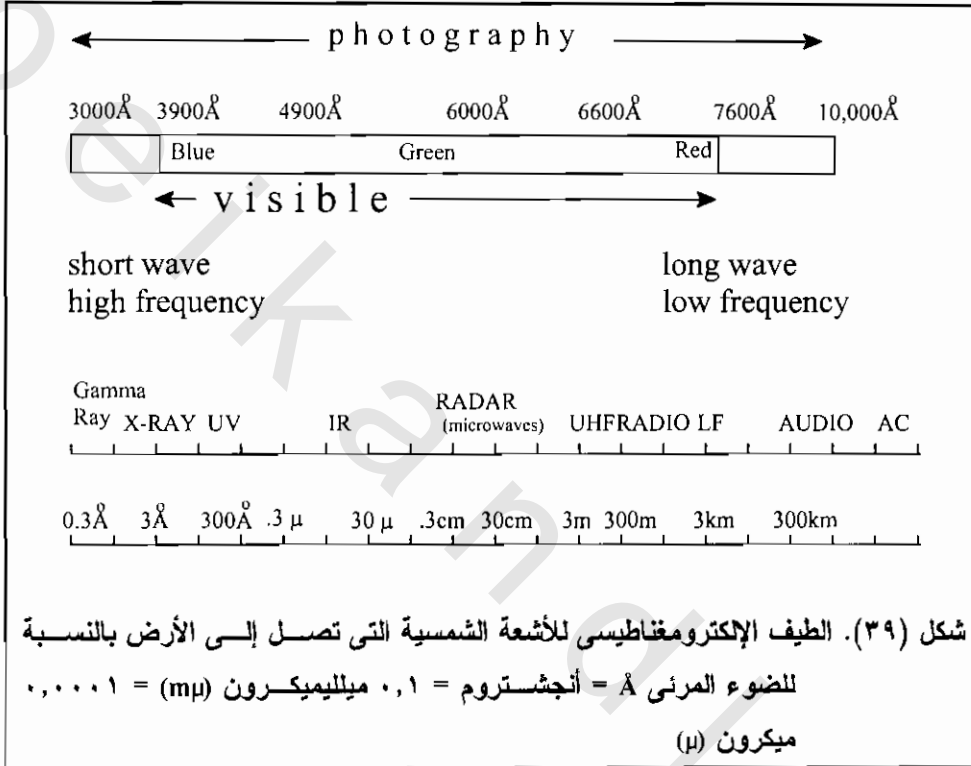 photography
3000Å 3900Å 4900Å 6000Å 6600Å 7600Å 10,000Å
Blue Green Red
visible
short wave long wave
high frequency low frequency
Gamma RADAR
Ray X-RAY UV IR (microwaves) UHFRADIO LF AUDIO AC
0.3Å 3Å 300Å .3 µ 30 µ .3cm 30cm 3m 300m 3km 300km
شكل (٣٩). الطيف الإلكترومغناطيسى للأشعة الشمسية التى تصل إلى الأرض بالنسبة
للضوء المرئى Å = أنجشتروم = ٠,١ ميلليميكرون (mµ) = ٠,٠٠٠١
ميكرون (µ)